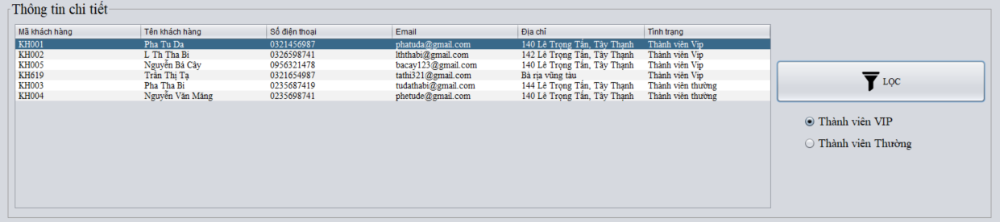 Thông tin chi tiết
Mã khách hàng Tên khách hàng Số điện thoại Email Địa chỉ Tình trạng
KH001 Pha Tu Da 0321456987 phatuda@gmail.com 140 Lê Trọng Tấn, Tây Thạnh Thành viên Vip
KH002 L Th Tha Bi 0326598741 lththabi@gmail.com 142 Lê Trọng Tấn, Tây Thạnh Thành viên Vip
KH005 Nguyễn Bả Cây 0956321478 bacay123@gmail.com 140 Lê Trọng Tấn, Tây Thạnh Thành viên Vip
KH619 Trần Thị Tạ 0321654987 tathi321@gmail.com Bà rịa vũng tàu Thành viên Vip
KH003 Pha Tha Bi 0235687419 tudathabi@gmail.com 144 Lê Trọng Tấn, Tây Thạnh Thành viên thường
KH004 Nguyễn Văn Măng 0235698741 phetude@gmail.com 140 Lê Trọng Tấn, Tây Thạnh Thành viên thường
LỌC
Thành viên VIP
Thành viên Thường